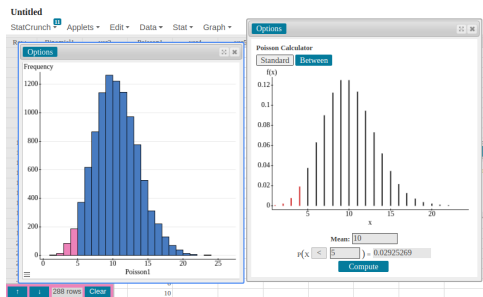 Untitled
StatCrunch Applets Edit Data Stat Graph
Options
Frequency
1200
1000
800
600
400
200
0
0 5 10 15 20 25
Poisson1
↑ ↓ 288 rows Clear
10
Options
Poisson Calculator
Standard Between
f(x)
0.12
0.1
0.08
0.06
0.04
0.02
0
5 10 15 20
x
Mean: 10
P(x < 5) = 0.02925269
Compute